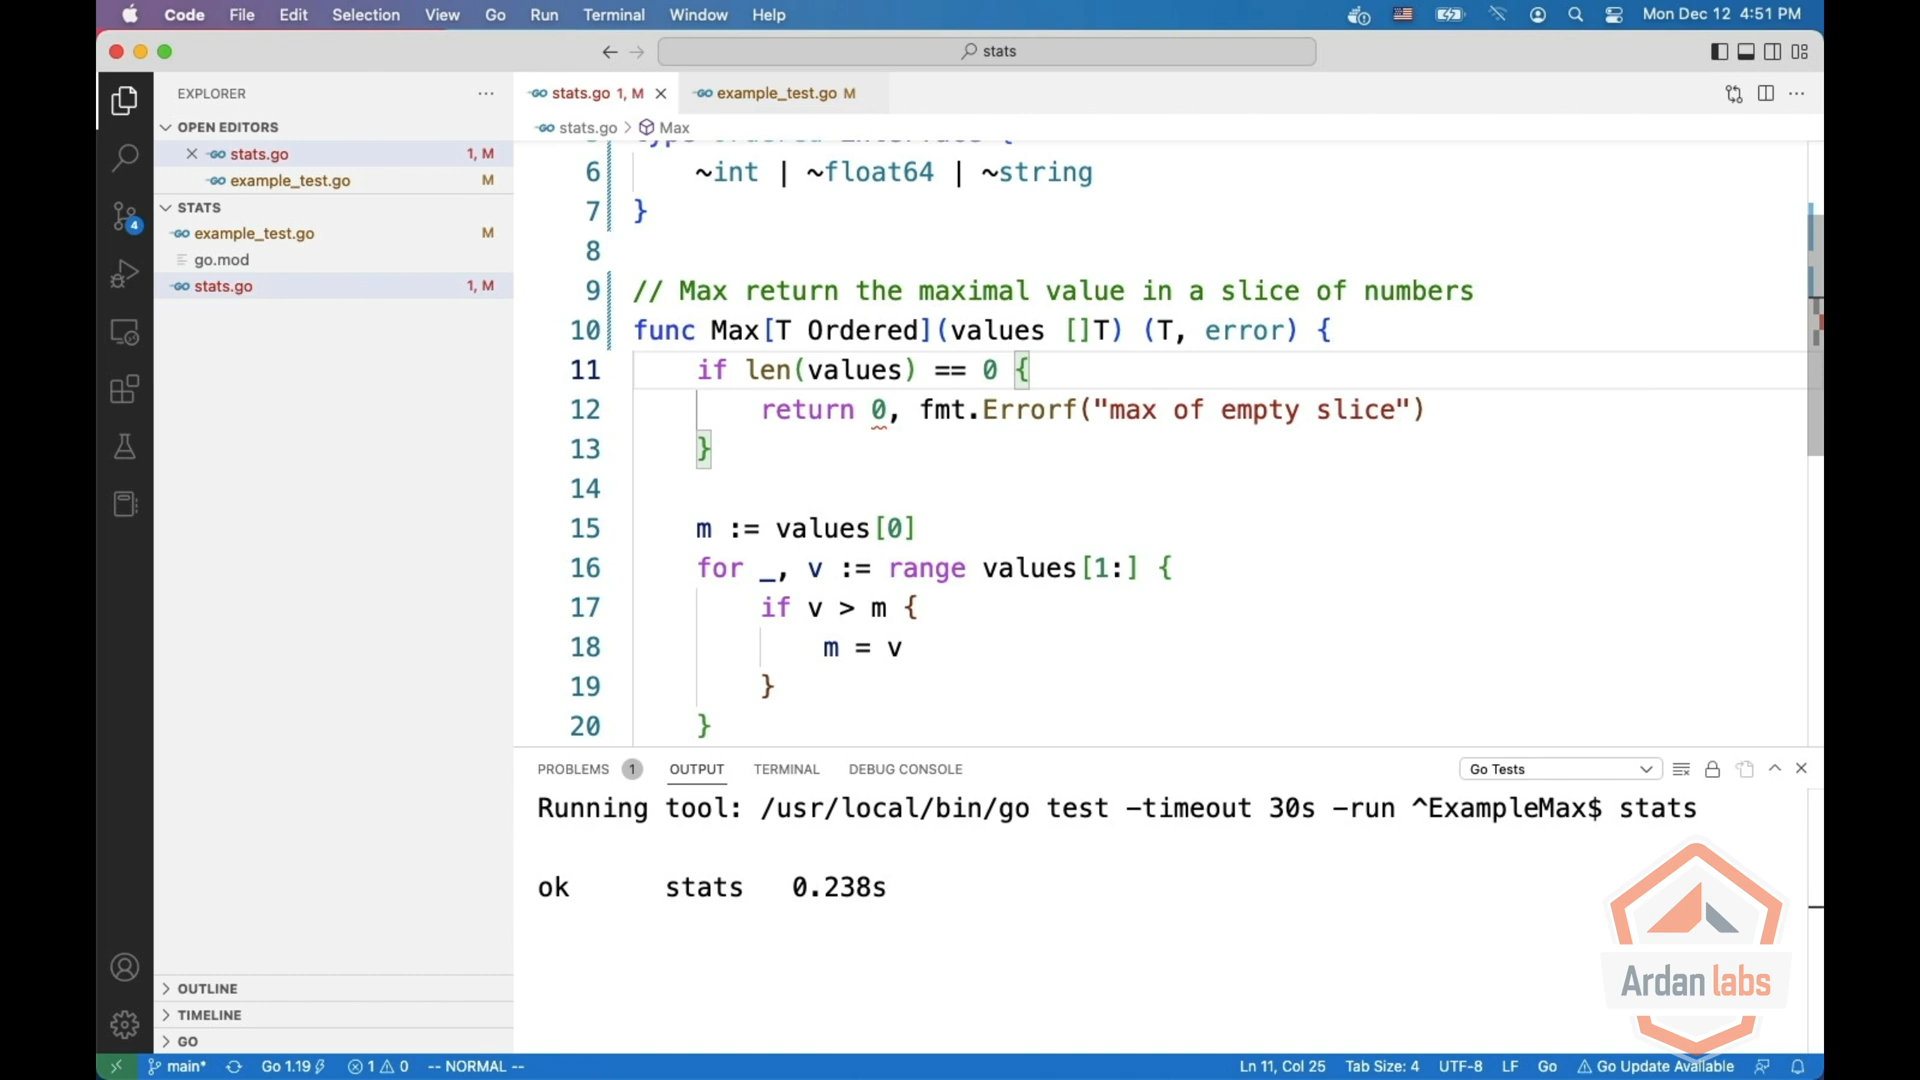 Code File Edit Selection View Go Run Terminal Window Help Mon Dec 12 4:51 PM
stats
EXPLORER
OPEN EDITORS
stats.go 1, M
example_test.go M
STATS
example_test.go M
go.mod
stats.go 1, M
OUTLINE
TIMELINE
GO
4
stats.go 1, M example_test.go M
stats.go > Max
type Ordered interface {
6 ~int | ~float64 | ~string
7 }
8
9 // Max return the maximal value in a slice of numbers
10 func Max[T Ordered](values []T) (T, error) {
11 if len(values) == 0 {
12 return 0, fmt.Errorf("max of empty slice")
13 }
14
15 m := values[0]
16 for _, v := range values[1:] {
17 if v > m {
18 m = v
19 }
20 }
PROBLEMS 1 OUTPUT TERMINAL DEBUG CONSOLE Go Tests
Running tool: /usr/local/bin/go test -timeout 30s -run ^ExampleMax$ stats
ok stats 0.238s
Ardan labs
main* Go 1.19 1 0 -- NORMAL -- Ln 11, Col 25 Tab Size: 4 UTF-8 LF Go Go Update Available